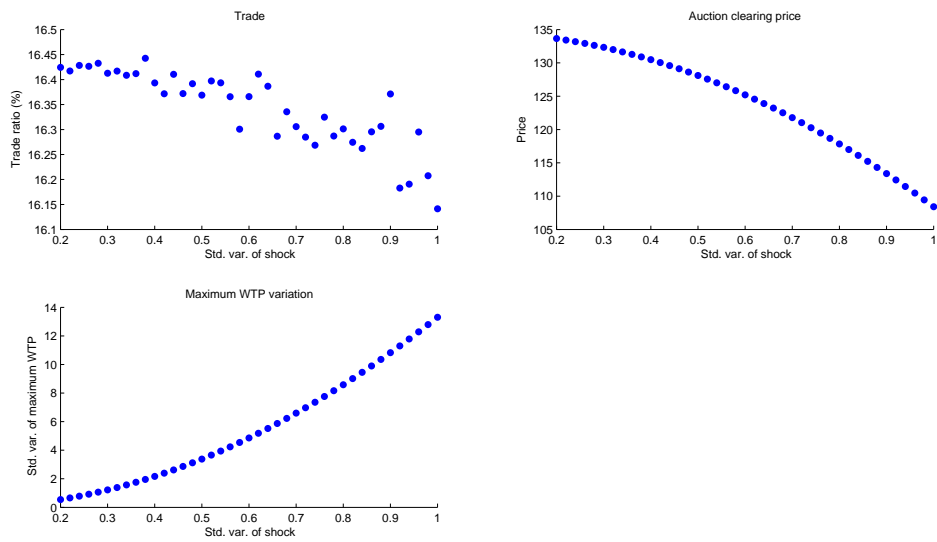 Trade
16.5
16.45
16.4
16.35
16.3
16.25
16.2
16.15
16.1
Trade ratio (%)
0.2 0.3 0.4 0.5 0.6 0.7 0.8 0.9 1
Std. var. of shock
Auction clearing price
135
130
125
120
115
110
105
Price
0.2 0.3 0.4 0.5 0.6 0.7 0.8 0.9 1
Std. var. of shock
Maximum WTP variation
14
12
10
8
6
4
2
0
Std. var. of maximum WTP
0.2 0.3 0.4 0.5 0.6 0.7 0.8 0.9 1
Std. var. of shock